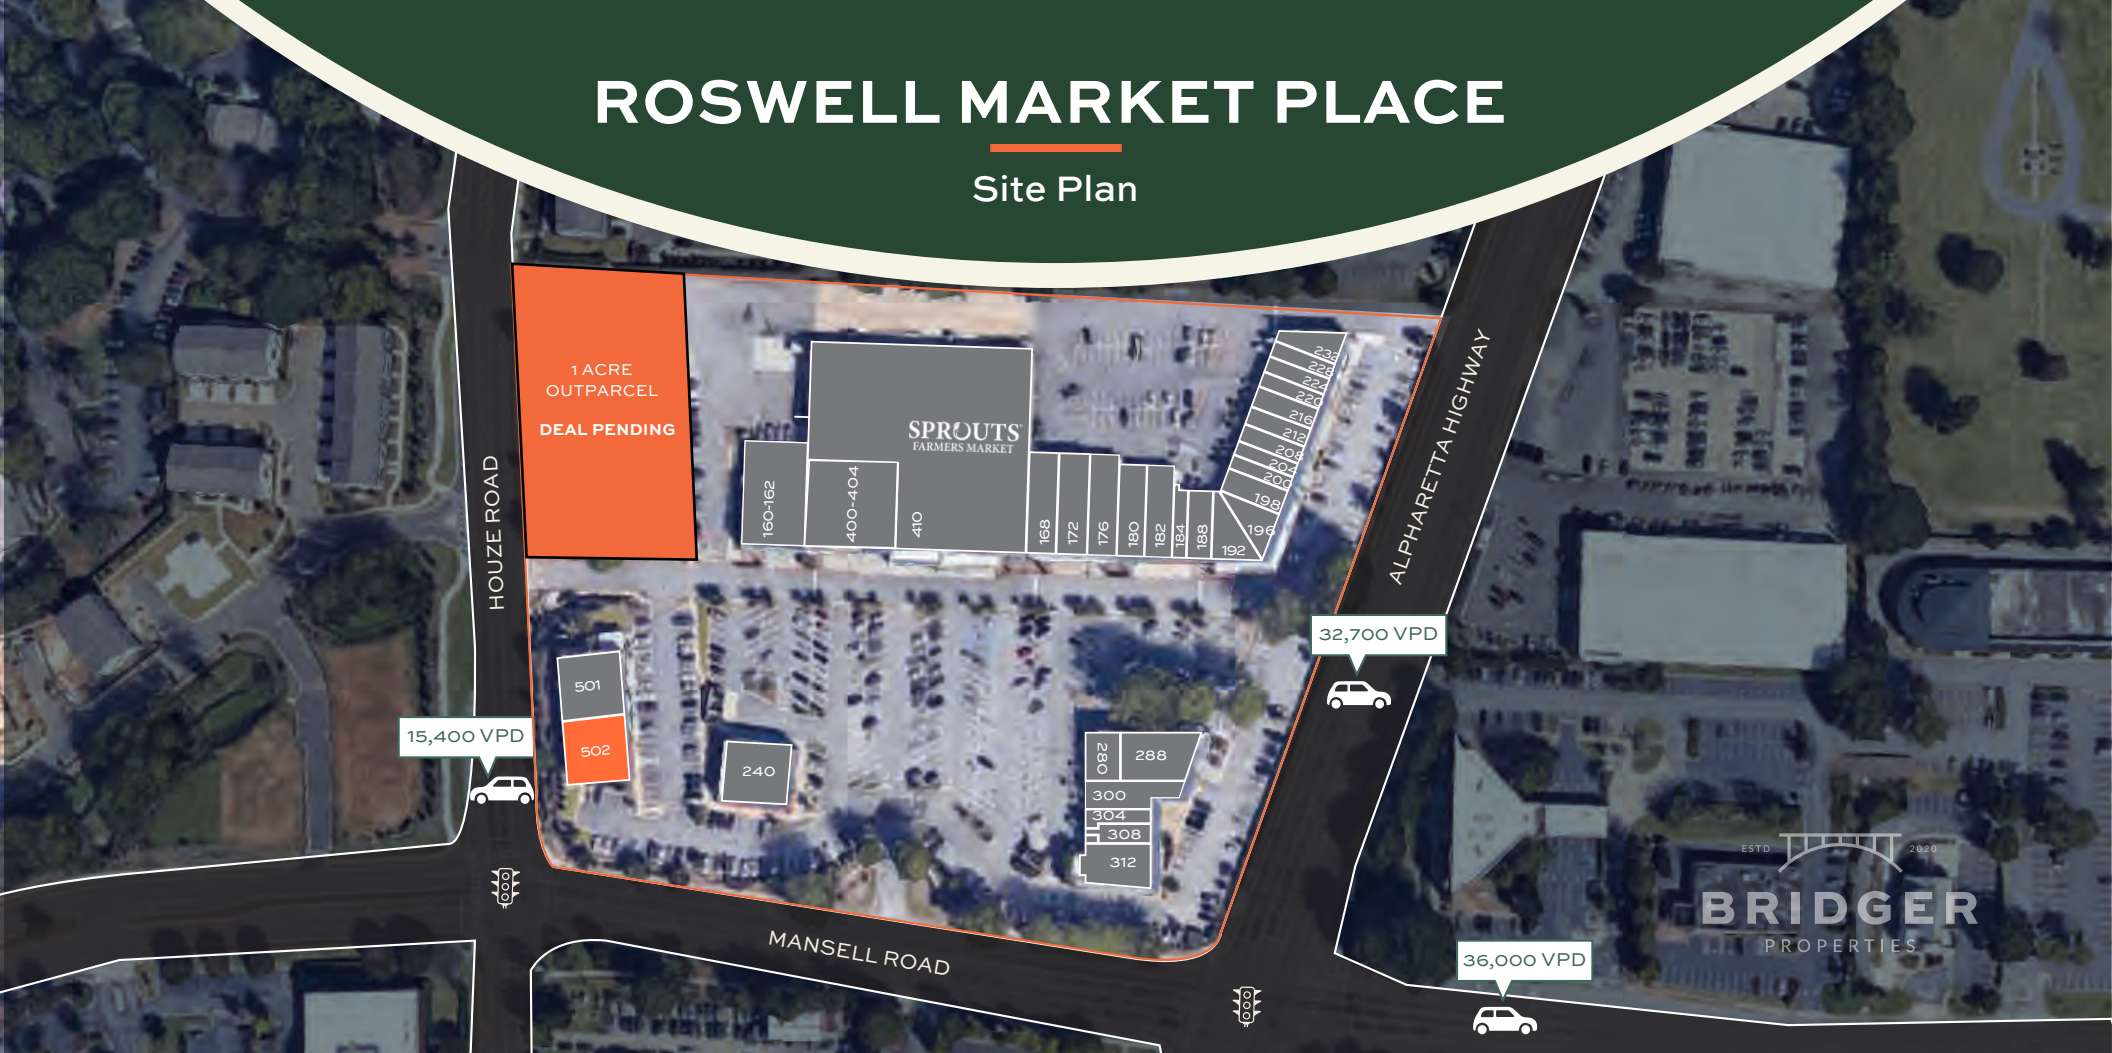 ROSWELL MARKET PLACE
Site Plan
1 ACRE
OUTPARCEL
DEAL PENDING
SPROUTS
FARMERS MARKET
160-162
400-404
410
168
172
176
180
182
184
188
192
196
198
200
202
208
212
216
220
224
228
232
HOUZE ROAD
ALPHARETTA HIGHWAY
32,700 VPD
501
502
15,400 VPD
240
280
288
300
304
308
312
MANSELL ROAD
36,000 VPD
ESTD
2020
BRIDGER
PROPERTIES